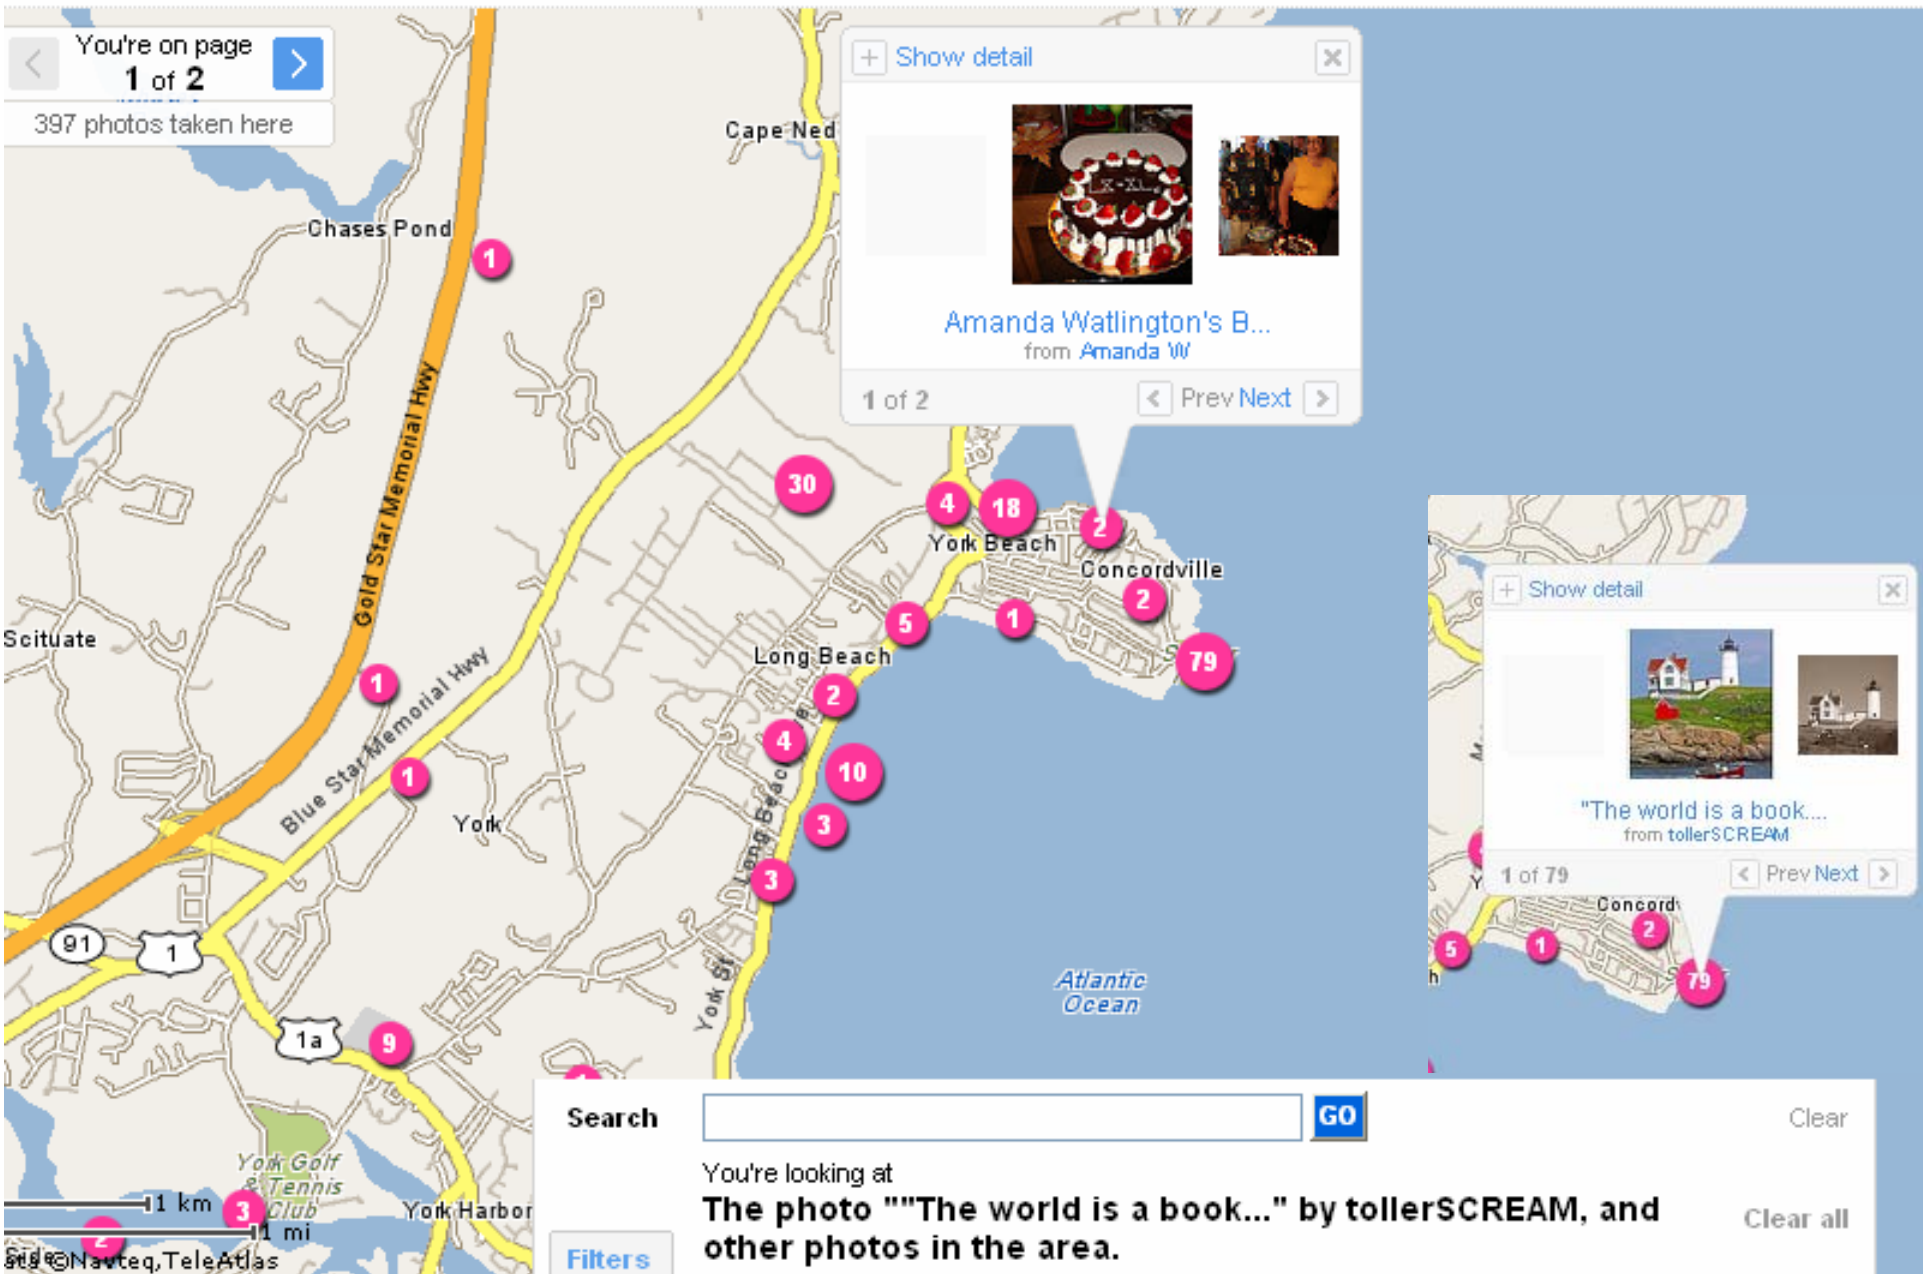 You're on page
1 of 2
397 photos taken here
Show detail
Amanda Watlington's B...
from Amanda W
1 of 2
Prev Next
Cape Ned
Chases Pond
1
Gold Star Memorial Hwy
30
4
18
2
York Beach
Concordville
2
1
5
79
Scituate
Long Beach
1
2
Blue Star Memorial Hwy
4
10
1
3
York
Long Beach
3
91
1
York St
Atlantic
Ocean
1a
9
1
York Golf
& Tennis
Club
3
1 km
York Harbor
1 mi
2
©Navteq,TeleAtlas
Show detail
"The world is a book....
from tollerSCREAM
1 of 79
Prev Next
Concord
2
5
1
79
Search
GO
Clear
You're looking at
The photo ""The world is a book..." by tollerSCREAM, and
other photos in the area.
Clear all
Filters